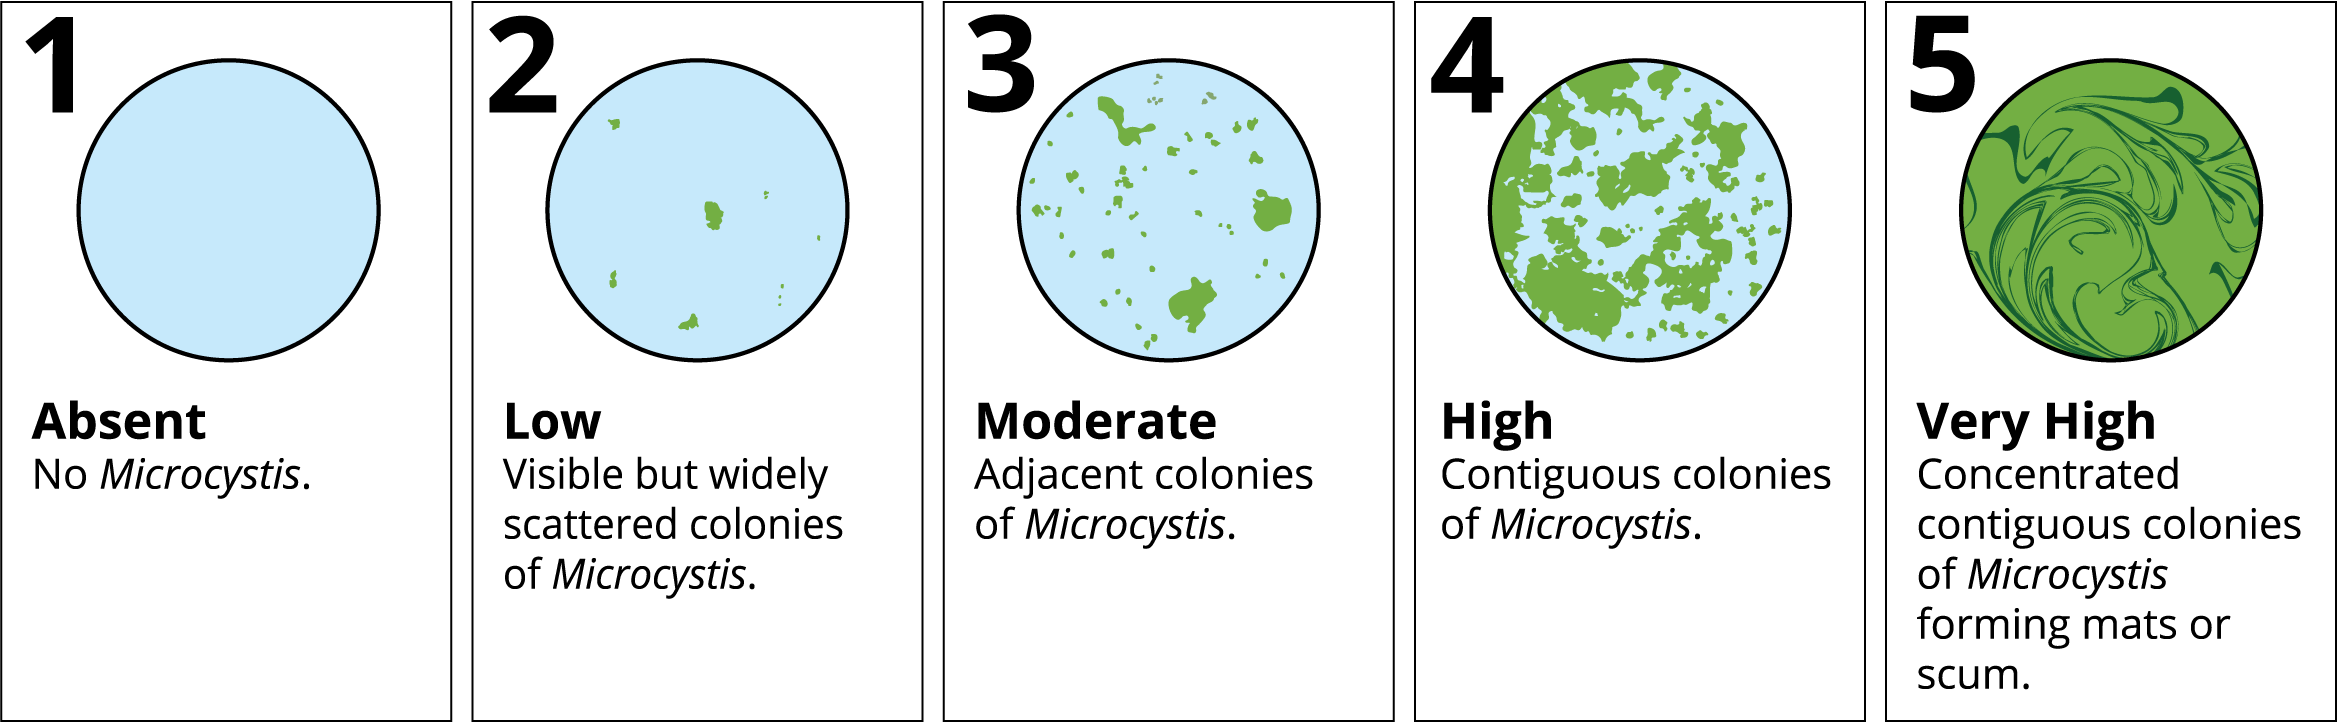 1
Absent
No Microcystis.
2
Low
Visible but widely
scattered colonies
of Microcystis.
3
Moderate
Adjacent colonies
of Microcystis.
4
High
Contiguous colonies
of Microcystis.
5
Very High
Concentrated
contiguous colonies
of Microcystis
forming mats or
scum.